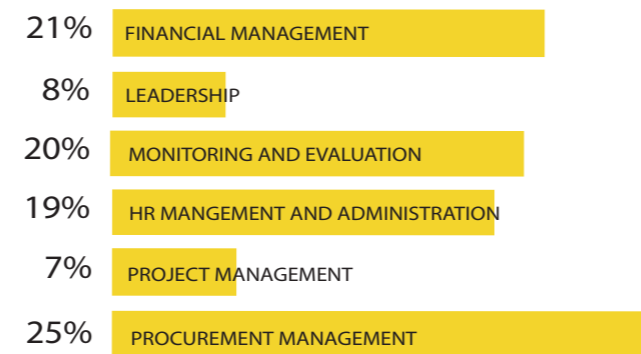 21% FINANCIAL MANAGEMENT
8% LEADERSHIP
20% MONITORING AND EVALUATION
19% HR MANGEMENT AND ADMINISTRATION
7% PROJECT MANAGEMENT
25% PROCUREMENT MANAGEMENT